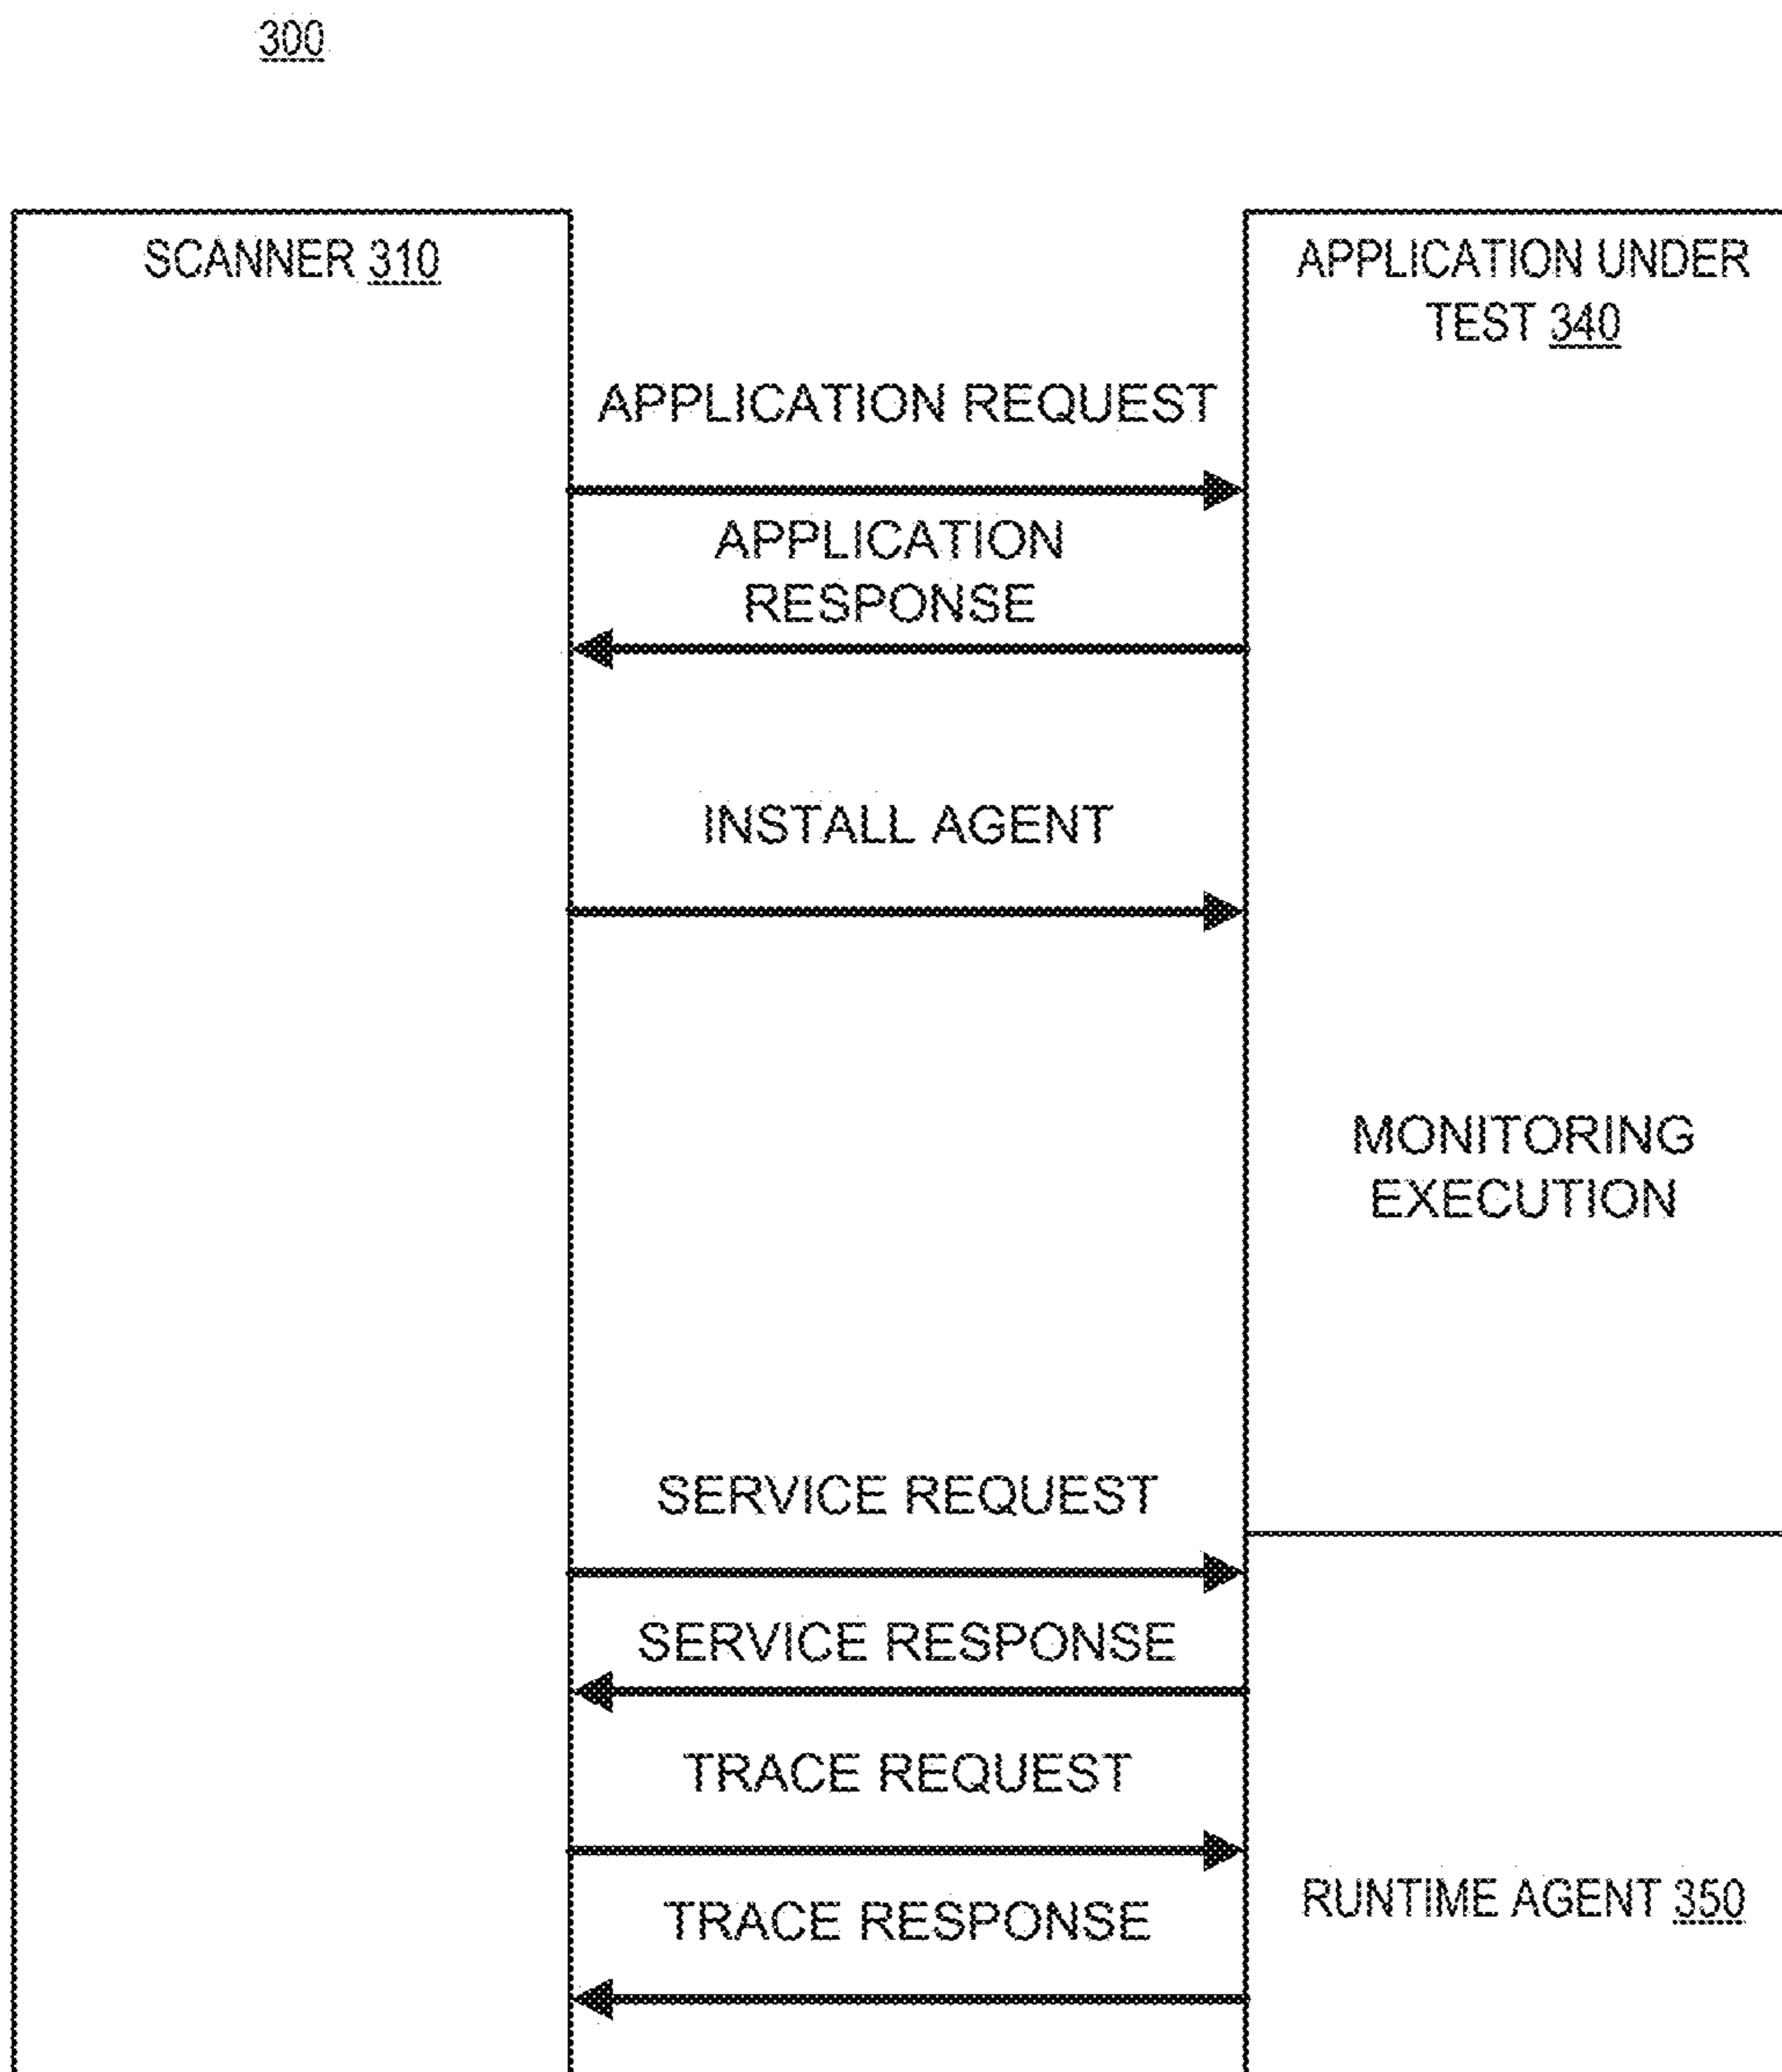 300
SCANNER 310
APPLICATION UNDER
TEST 340
APPLICATION REQUEST
APPLICATION
RESPONSE
INSTALL AGENT
MONITORING
EXECUTION
SERVICE REQUEST
SERVICE RESPONSE
TRACE REQUEST
RUNTIME AGENT 350
TRACE RESPONSE